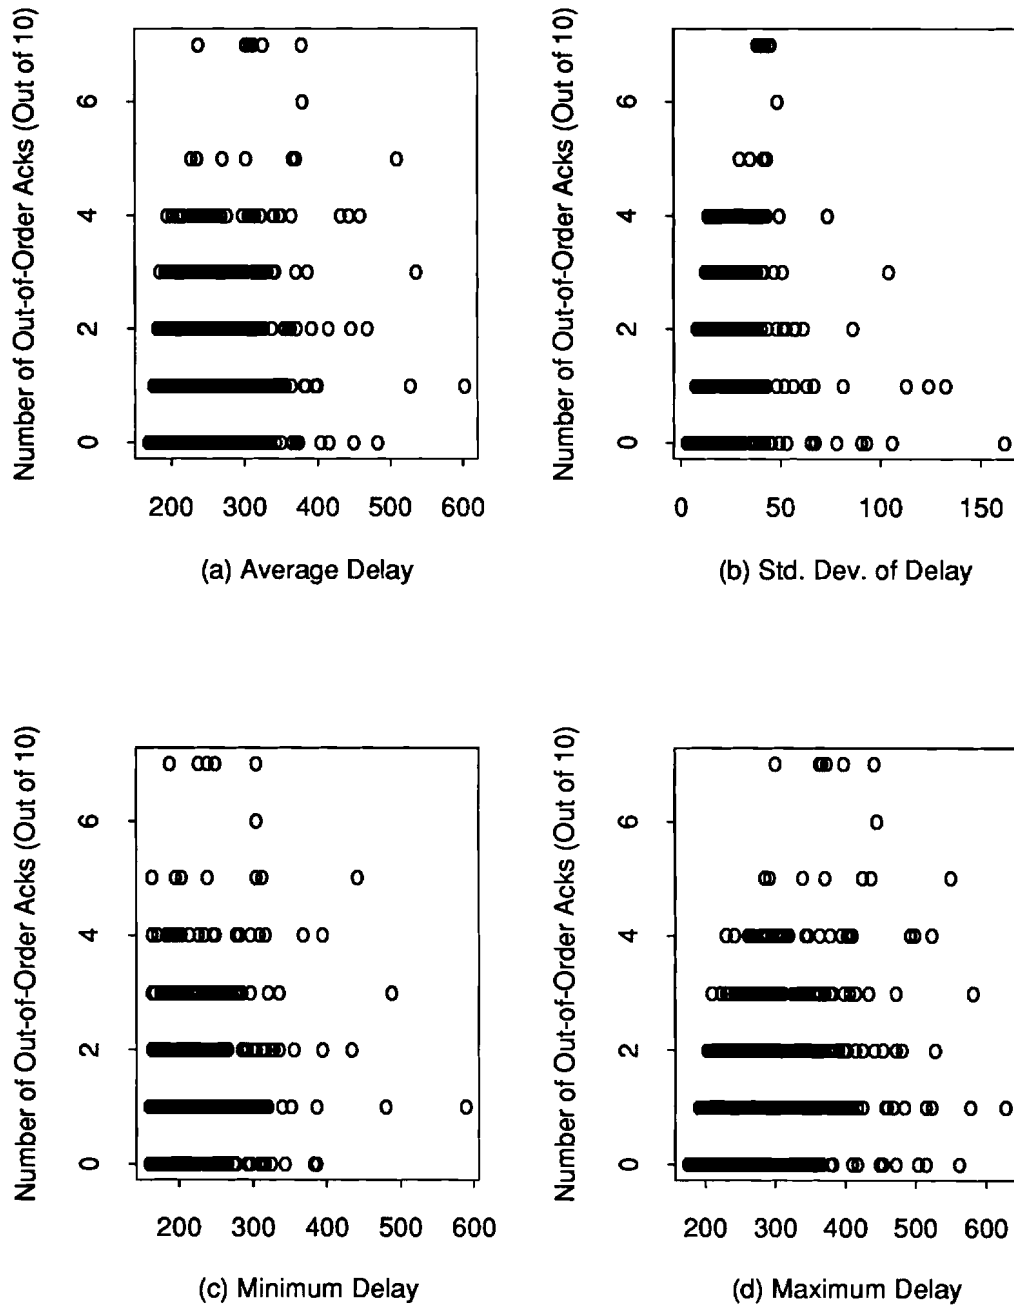 Number of Out-of-Order Acks (Out of 10)
6
4
2
0
200 300 400 500 600
(a) Average Delay
Number of Out-of-Order Acks (Out of 10)
6
4
2
0
0 50 100 150
(b) Std. Dev. of Delay
Number of Out-of-Order Acks (Out of 10)
6
4
2
0
200 300 400 500 600
(c) Minimum Delay
Number of Out-of-Order Acks (Out of 10)
6
4
2
0
200 300 400 500 600
(d) Maximum Delay